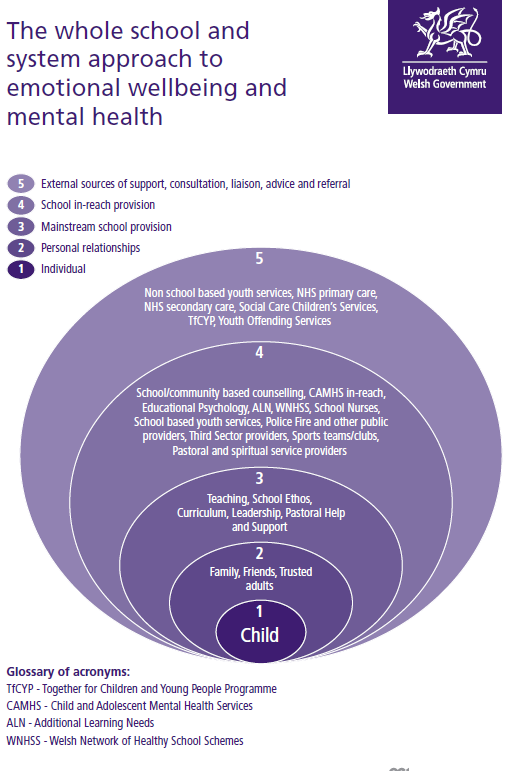 The whole school and
system approach to
emotional wellbeing and
mental health
Llywodraeth Cymru
Welsh Government
5 External sources of support, consultation, liaison, advice and referral
4 School in-reach provision
3 Mainstream school provision
2 Personal relationships
1 Individual
5
Non school based youth services, NHS primary care,
NHS secondary care, Social Care Children's Services,
TfCYP, Youth Offending Services
4
School/community based counselling, CAMHS in-reach,
Educational Psychology, ALN, WNHSS, School Nurses,
School based youth services, Police Fire and other public
providers, Third Sector providers, Sports teams/clubs,
Pastoral and spiritual service providers
3
Teaching, School Ethos,
Curriculum, Leadership, Pastoral Help
and Support
2
Family, Friends, Trusted
adults
1
Child
Glossary of acronyms:
TfCYP - Together for Children and Young People Programme
CAMHS - Child and Adolescent Mental Health Services
ALN - Additional Learning Needs
WNHSS - Welsh Network of Healthy School Schemes